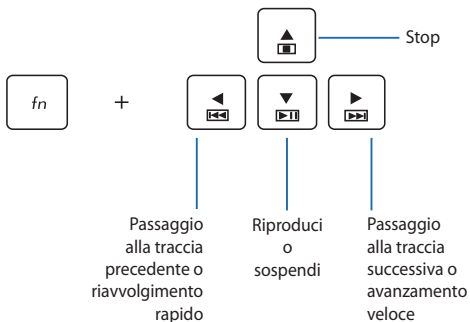 Stop
fn
+
Passaggio
alla traccia
precedente o
riavvolgimento
rapido
Riproduci
o
sospendi
Passaggio
alla traccia
successiva o
avanzamento
veloce